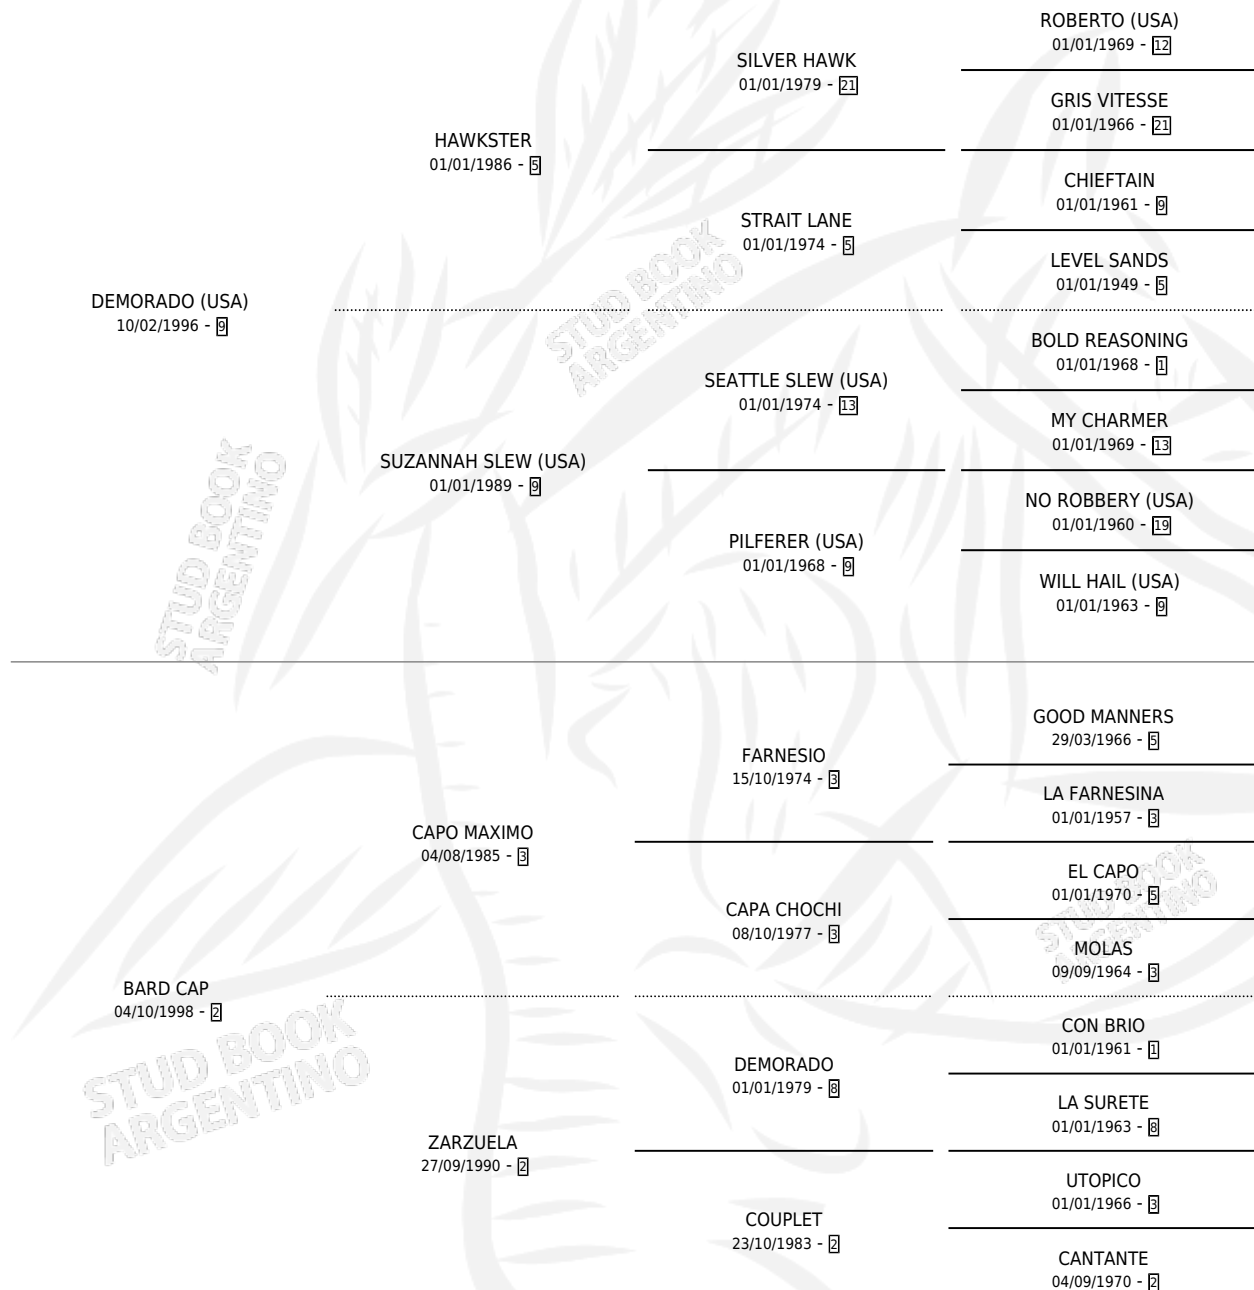 ROBERTO (USA)
01/01/1969 - 12
SILVER HAWK
01/01/1979 - 21
GRIS VITESSE
01/01/1966 - 21
HAWKSTER
01/01/1986 - 5
CHIEFTAIN
01/01/1961 - 9
STRAIT LANE
01/01/1974 - 5
LEVEL SANDS
01/01/1949 - 5
DEMORADO (USA)
10/02/1996 - 9
BOLD REASONING
01/01/1968 - 1
SEATTLE SLEW (USA)
01/01/1974 - 13
MY CHARMER
01/01/1969 - 13
SUZANNAH SLEW (USA)
01/01/1989 - 9
NO ROBBERY (USA)
01/01/1960 - 19
PILFERER (USA)
01/01/1968 - 9
WILL HAIL (USA)
01/01/1963 - 9
STUD BOOK
ARGENTINO
STUD BOOK
ARGENTINO
GOOD MANNERS
29/03/1966 - 5
FARNESIO
15/10/1974 - 3
LA FARNESINA
01/01/1957 - 3
CAPO MAXIMO
04/08/1985 - 3
EL CAPO
01/01/1970 - 5
CAPA CHOCHI
08/10/1977 - 3
MOLAS
09/09/1964 - 3
STUD BOOK
ARGENTINO
BARD CAP
04/10/1998 - 2
CON BRIO
01/01/1961 - 1
DEMORADO
01/01/1979 - 8
LA SURETE
01/01/1963 - 8
ZARZUELA
27/09/1990 - 2
UTOPICO
01/01/1966 - 3
COUPLET
23/10/1983 - 2
CANTANTE
04/09/1970 - 2
STUD BOOK
ARGENTINO